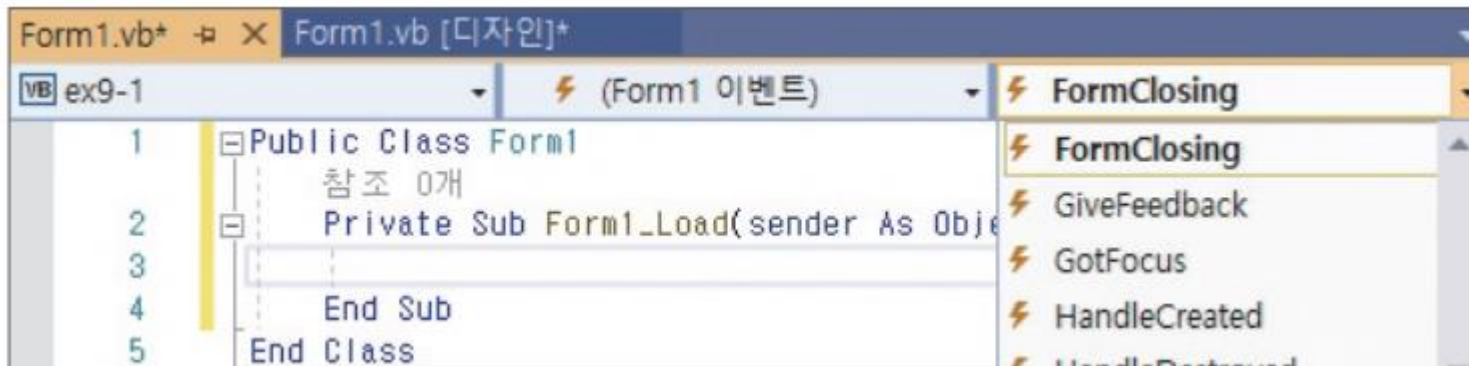 Form1.vb* Form1.vb [디자인]*
VB ex9-1 (Form1 이벤트) FormClosing
1 Public Class Form1
참조 0개
2 Private Sub Form1_Load(sender As Obje
3
4 End Sub
5 End Class
FormClosing
GiveFeedback
GotFocus
HandleCreated